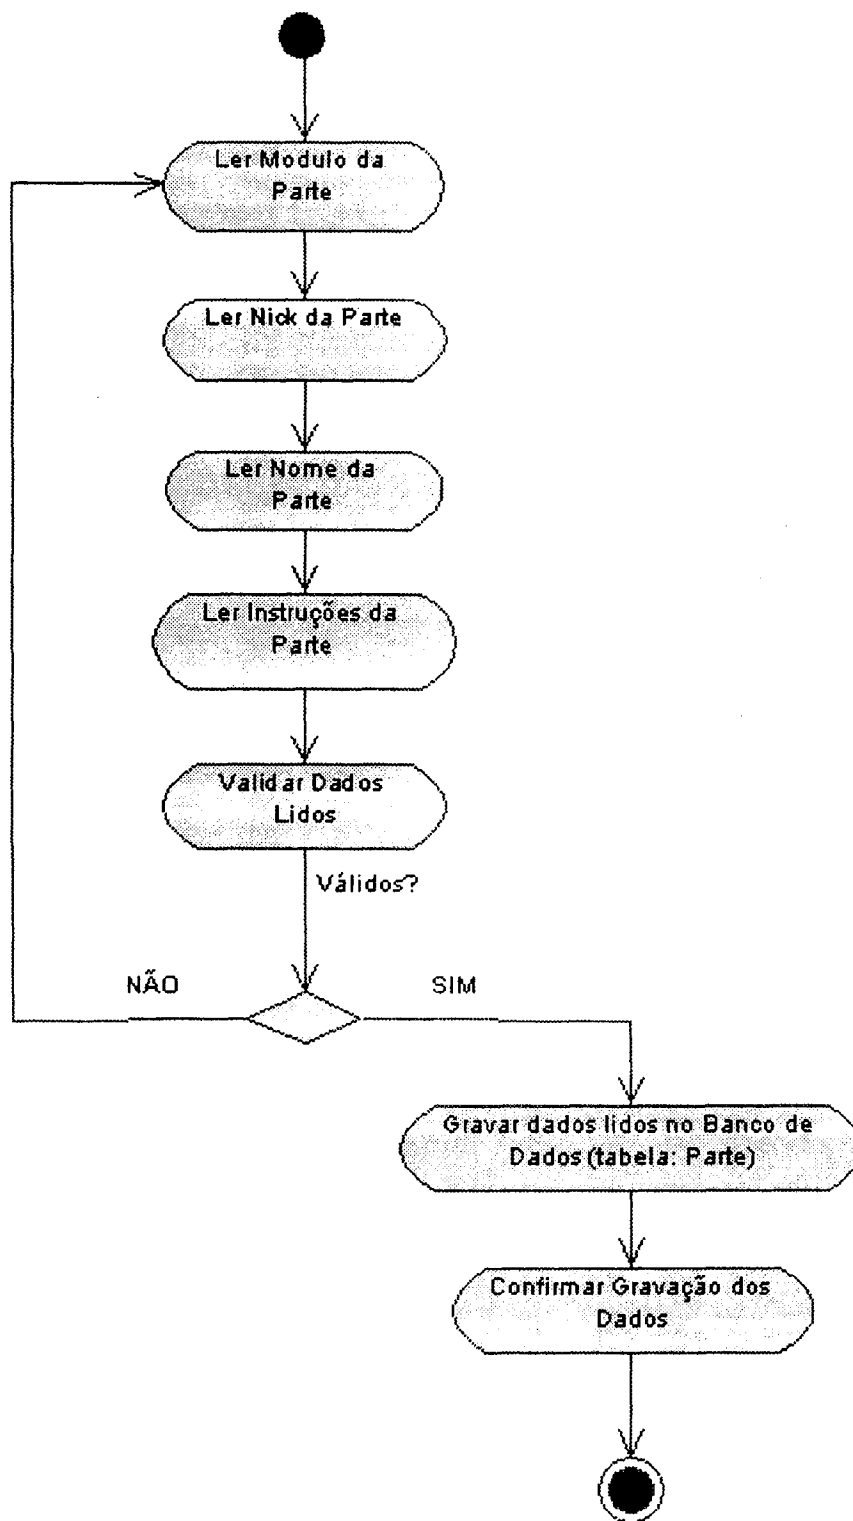 Ler Modulo da
Parte
Ler Nick da Parte
Ler Nome da
Parte
Ler Instruções da
Parte
Validar Dados
Lidos
Válidos?
NÃO
SIM
Gravar dados lidos no Banco de
Dados (tabela: Parte)
Confirmar Gravação dos
Dados